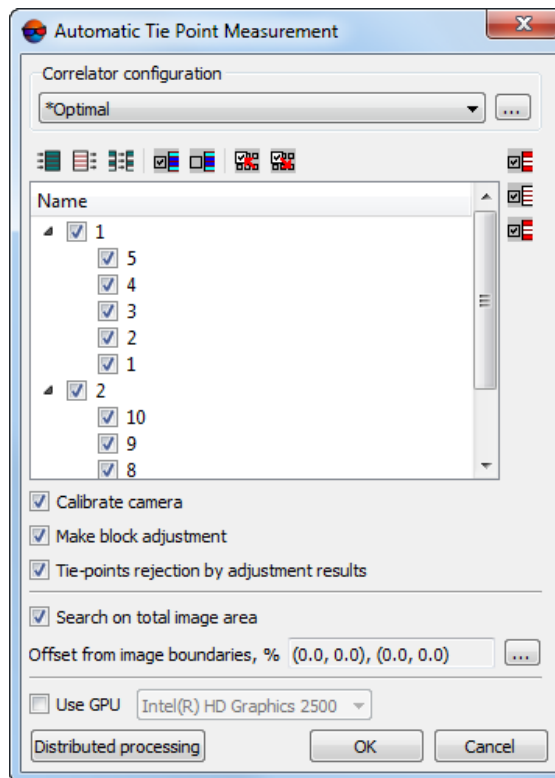 Automatic Tie Point Measurement
Correlator configuration
*Optimal
...
Name
1
5
4
3
2
1
2
10
9
8
Calibrate camera
Make block adjustment
Tie-points rejection by adjustment results
Search on total image area
Offset from image boundaries, % (0.0, 0.0), (0.0, 0.0) ...
Use GPU Intel(R) HD Graphics 2500
Distributed processing OK Cancel